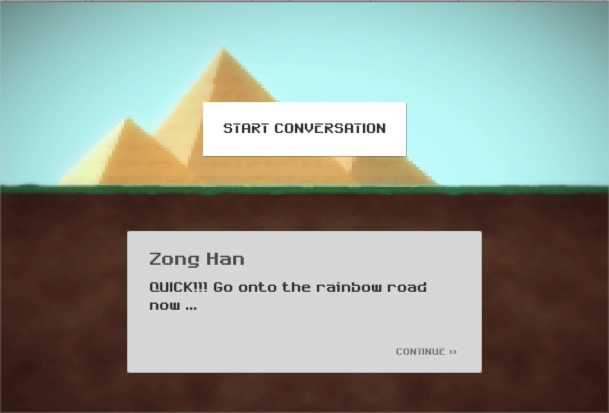 START CONVERSATION
Zong Han
QUICK!!! Go onto the rainbow road
now ...
CONTINUE >>